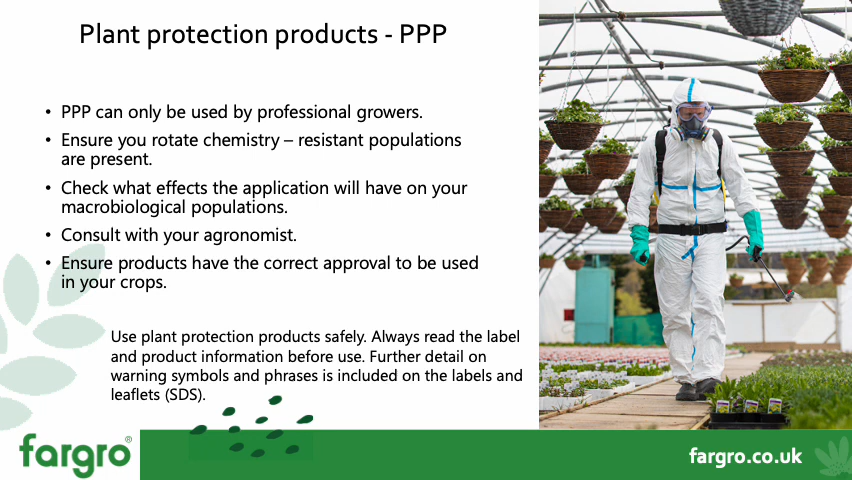 Plant protection products - PPP
• PPP can only be used by professional growers.
• Ensure you rotate chemistry – resistant populations
are present.
• Check what effects the application will have on your
macrobiological populations.
• Consult with your agronomist.
• Ensure products have the correct approval to be used
in your crops.
Use plant protection products safely. Always read the label
and product information before use. Further detail on
warning symbols and phrases is included on the labels and
leaflets (SDS).
fargro®
fargro.co.uk